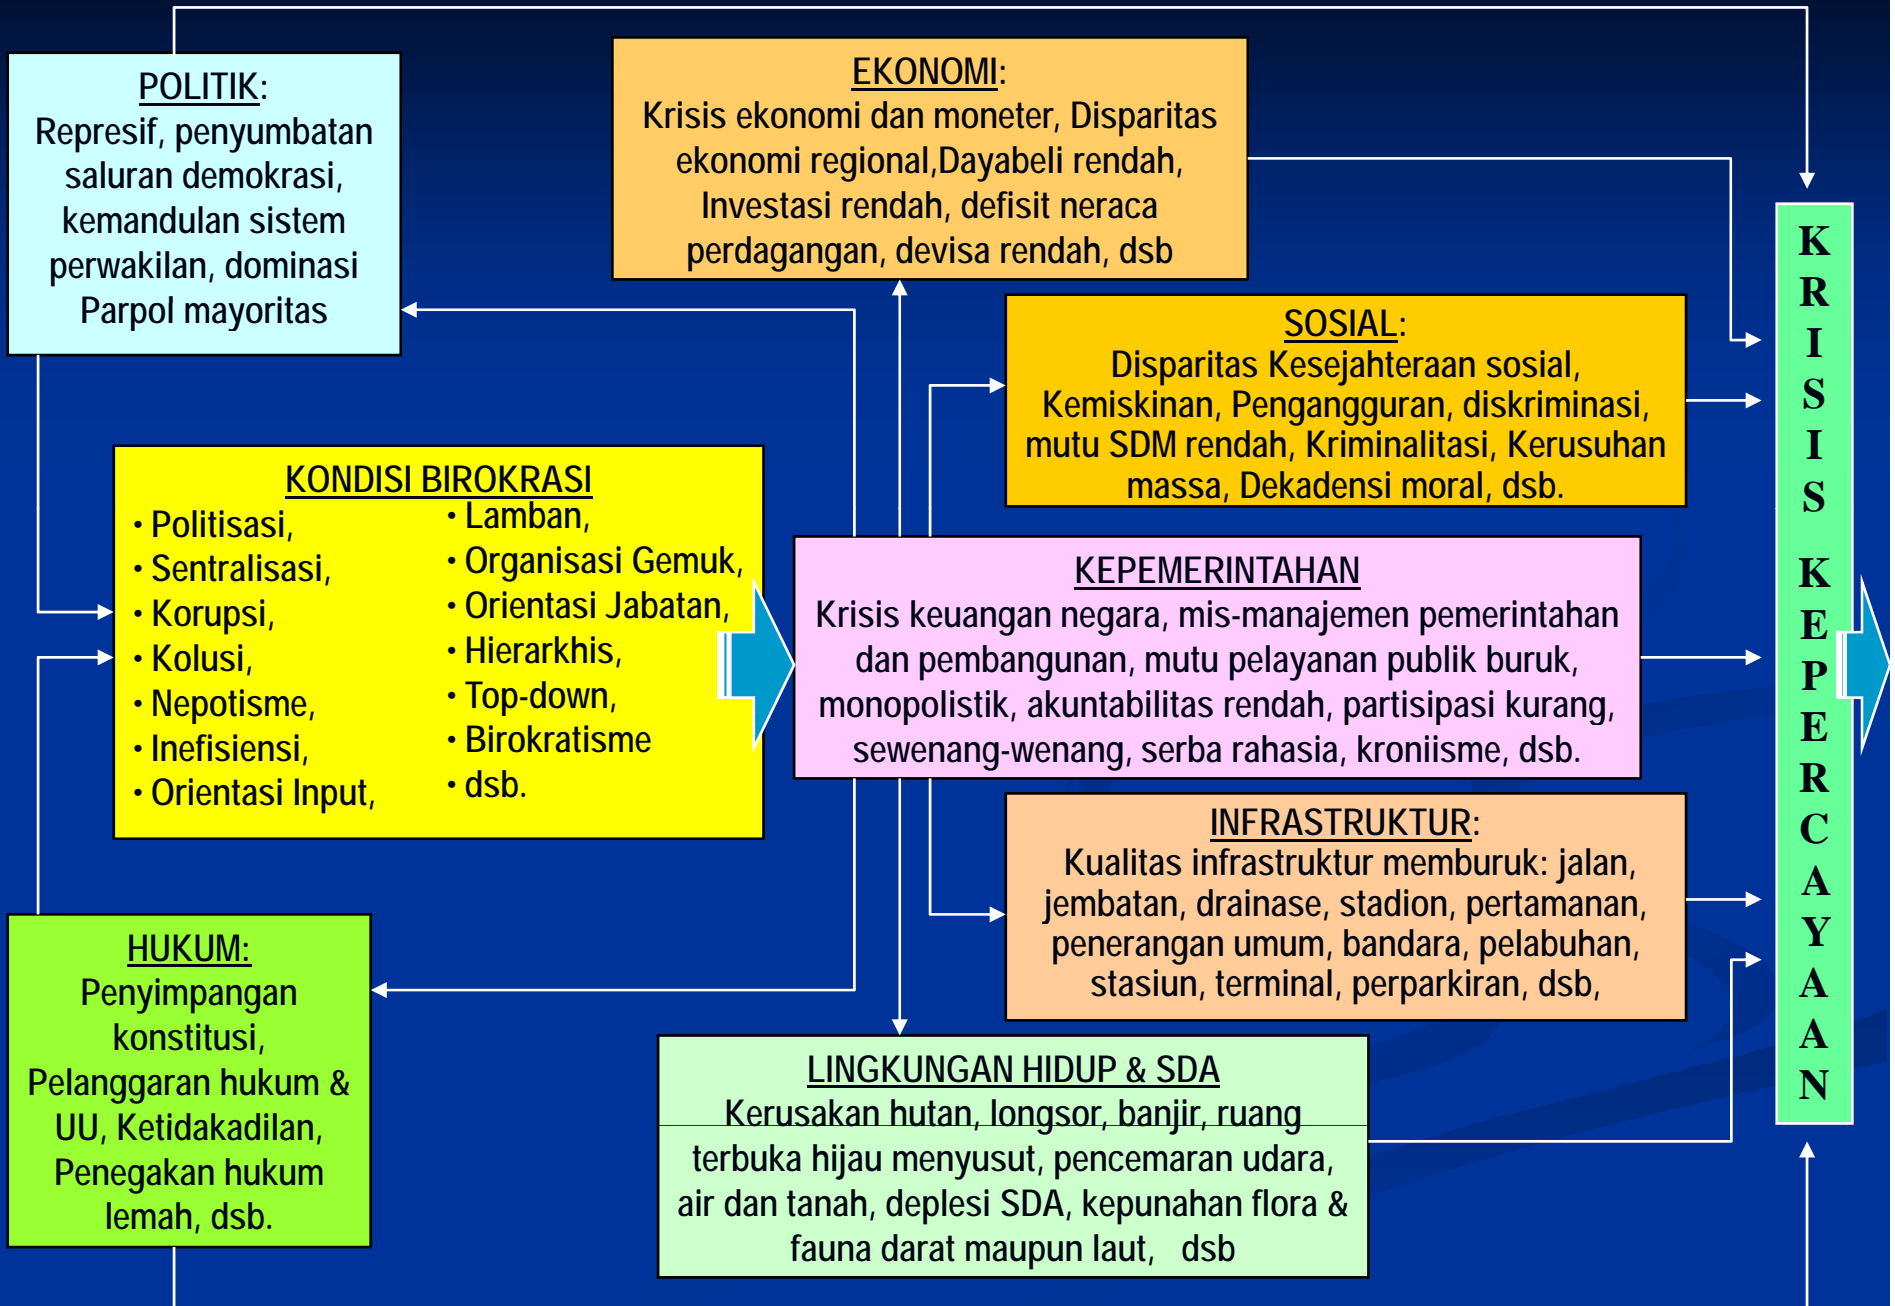 POLITIK:
Represif, penyumbatan
saluran demokrasi,
kemandulan sistem
perwakilan, dominasi
Parpol mayoritas
EKONOMI:
Krisis ekonomi dan moneter, Disparitas
ekonomi regional,Dayabeli rendah,
Investasi rendah, defisit neraca
perdagangan, devisa rendah, dsb
SOSIAL:
Disparitas Kesejahteraan sosial,
Kemiskinan, Pengangguran, diskriminasi,
mutu SDM rendah, Kriminalitasi, Kerusuhan
massa, Dekadensi moral, dsb.
KONDISI BIROKRASI
• Politisasi,
• Sentralisasi,
• Korupsi,
• Kolusi,
• Nepotisme,
• Inefisiensi,
• Orientasi Input,
• Lamban,
• Organisasi Gemuk,
• Orientasi Jabatan,
• Hierarkhis,
• Top-down,
• Birokratisme
• dsb.
KEPEMERINTAHAN
Krisis keuangan negara, mis-manajemen pemerintahan
dan pembangunan, mutu pelayanan publik buruk,
monopolistik, akuntabilitas rendah, partisipasi kurang,
sewenang-wenang, serba rahasia, kroniisme, dsb.
INFRASTRUKTUR:
Kualitas infrastruktur memburuk: jalan,
jembatan, drainase, stadion, pertamanan,
penerangan umum, bandara, pelabuhan,
stasiun, terminal, perparkiran, dsb,
HUKUM:
Penyimpangan
konstitusi,
Pelanggaran hukum &
UU, Ketidakadilan,
Penegakan hukum
lemah, dsb.
LINGKUNGAN HIDUP & SDA
Kerusakan hutan, longsor, banjir, ruang
terbuka hijau menyusut, pencemaran udara,
air dan tanah, deplesi SDA, kepunahan flora &
fauna darat maupun laut, dsb
KRISIS KEPERCAYAAN